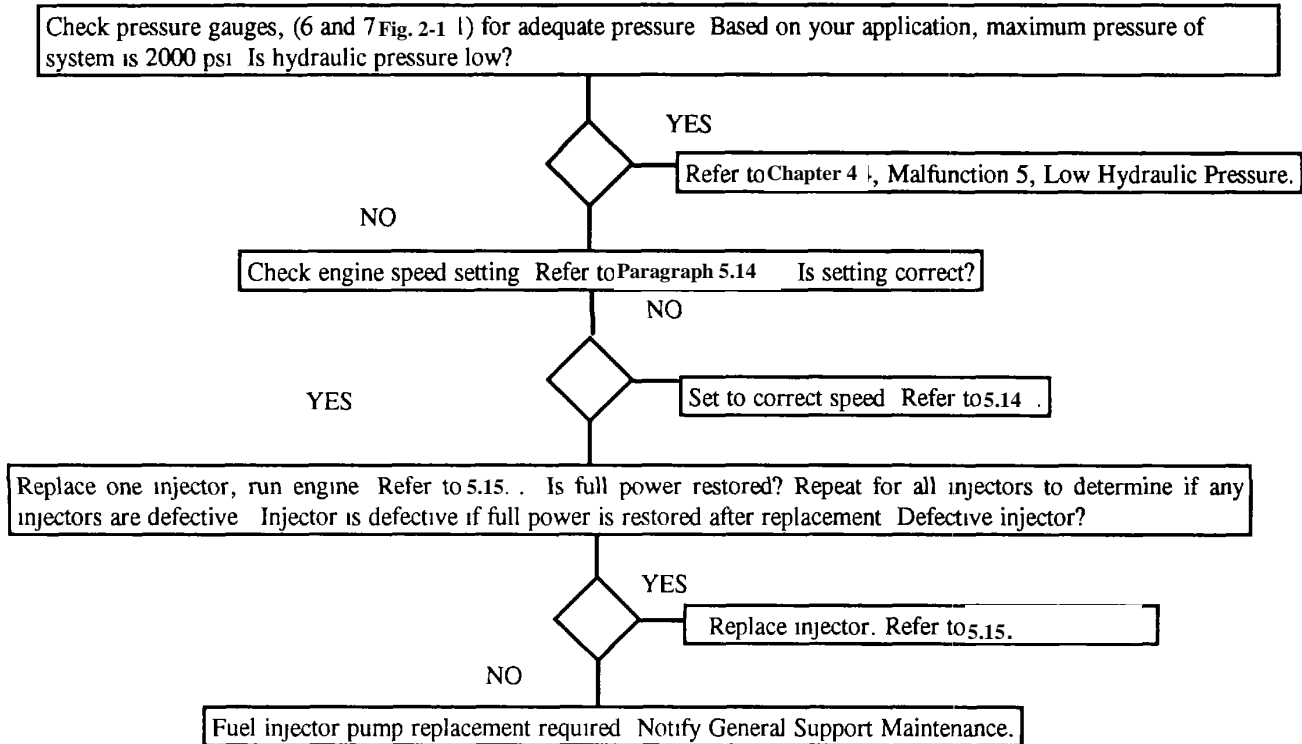 Check pressure gauges, (6 and 7 Fig. 2-1 l) for adequate pressure Based on your application, maximum pressure of
system is 2000 psi Is hydraulic pressure low?
YES
Refer to Chapter 4 , Malfunction 5, Low Hydraulic Pressure.
NO
Check engine speed setting Refer to Paragraph 5.14 Is setting correct?
NO
Set to correct speed Refer to 5.14 .
YES
Replace one injector, run engine Refer to 5.15. . Is full power restored? Repeat for all injectors to determine if any
injectors are defective Injector is defective if full power is restored after replacement Defective injector?
YES
Replace injector. Refer to 5.15.
NO
Fuel injector pump replacement required Notify General Support Maintenance.